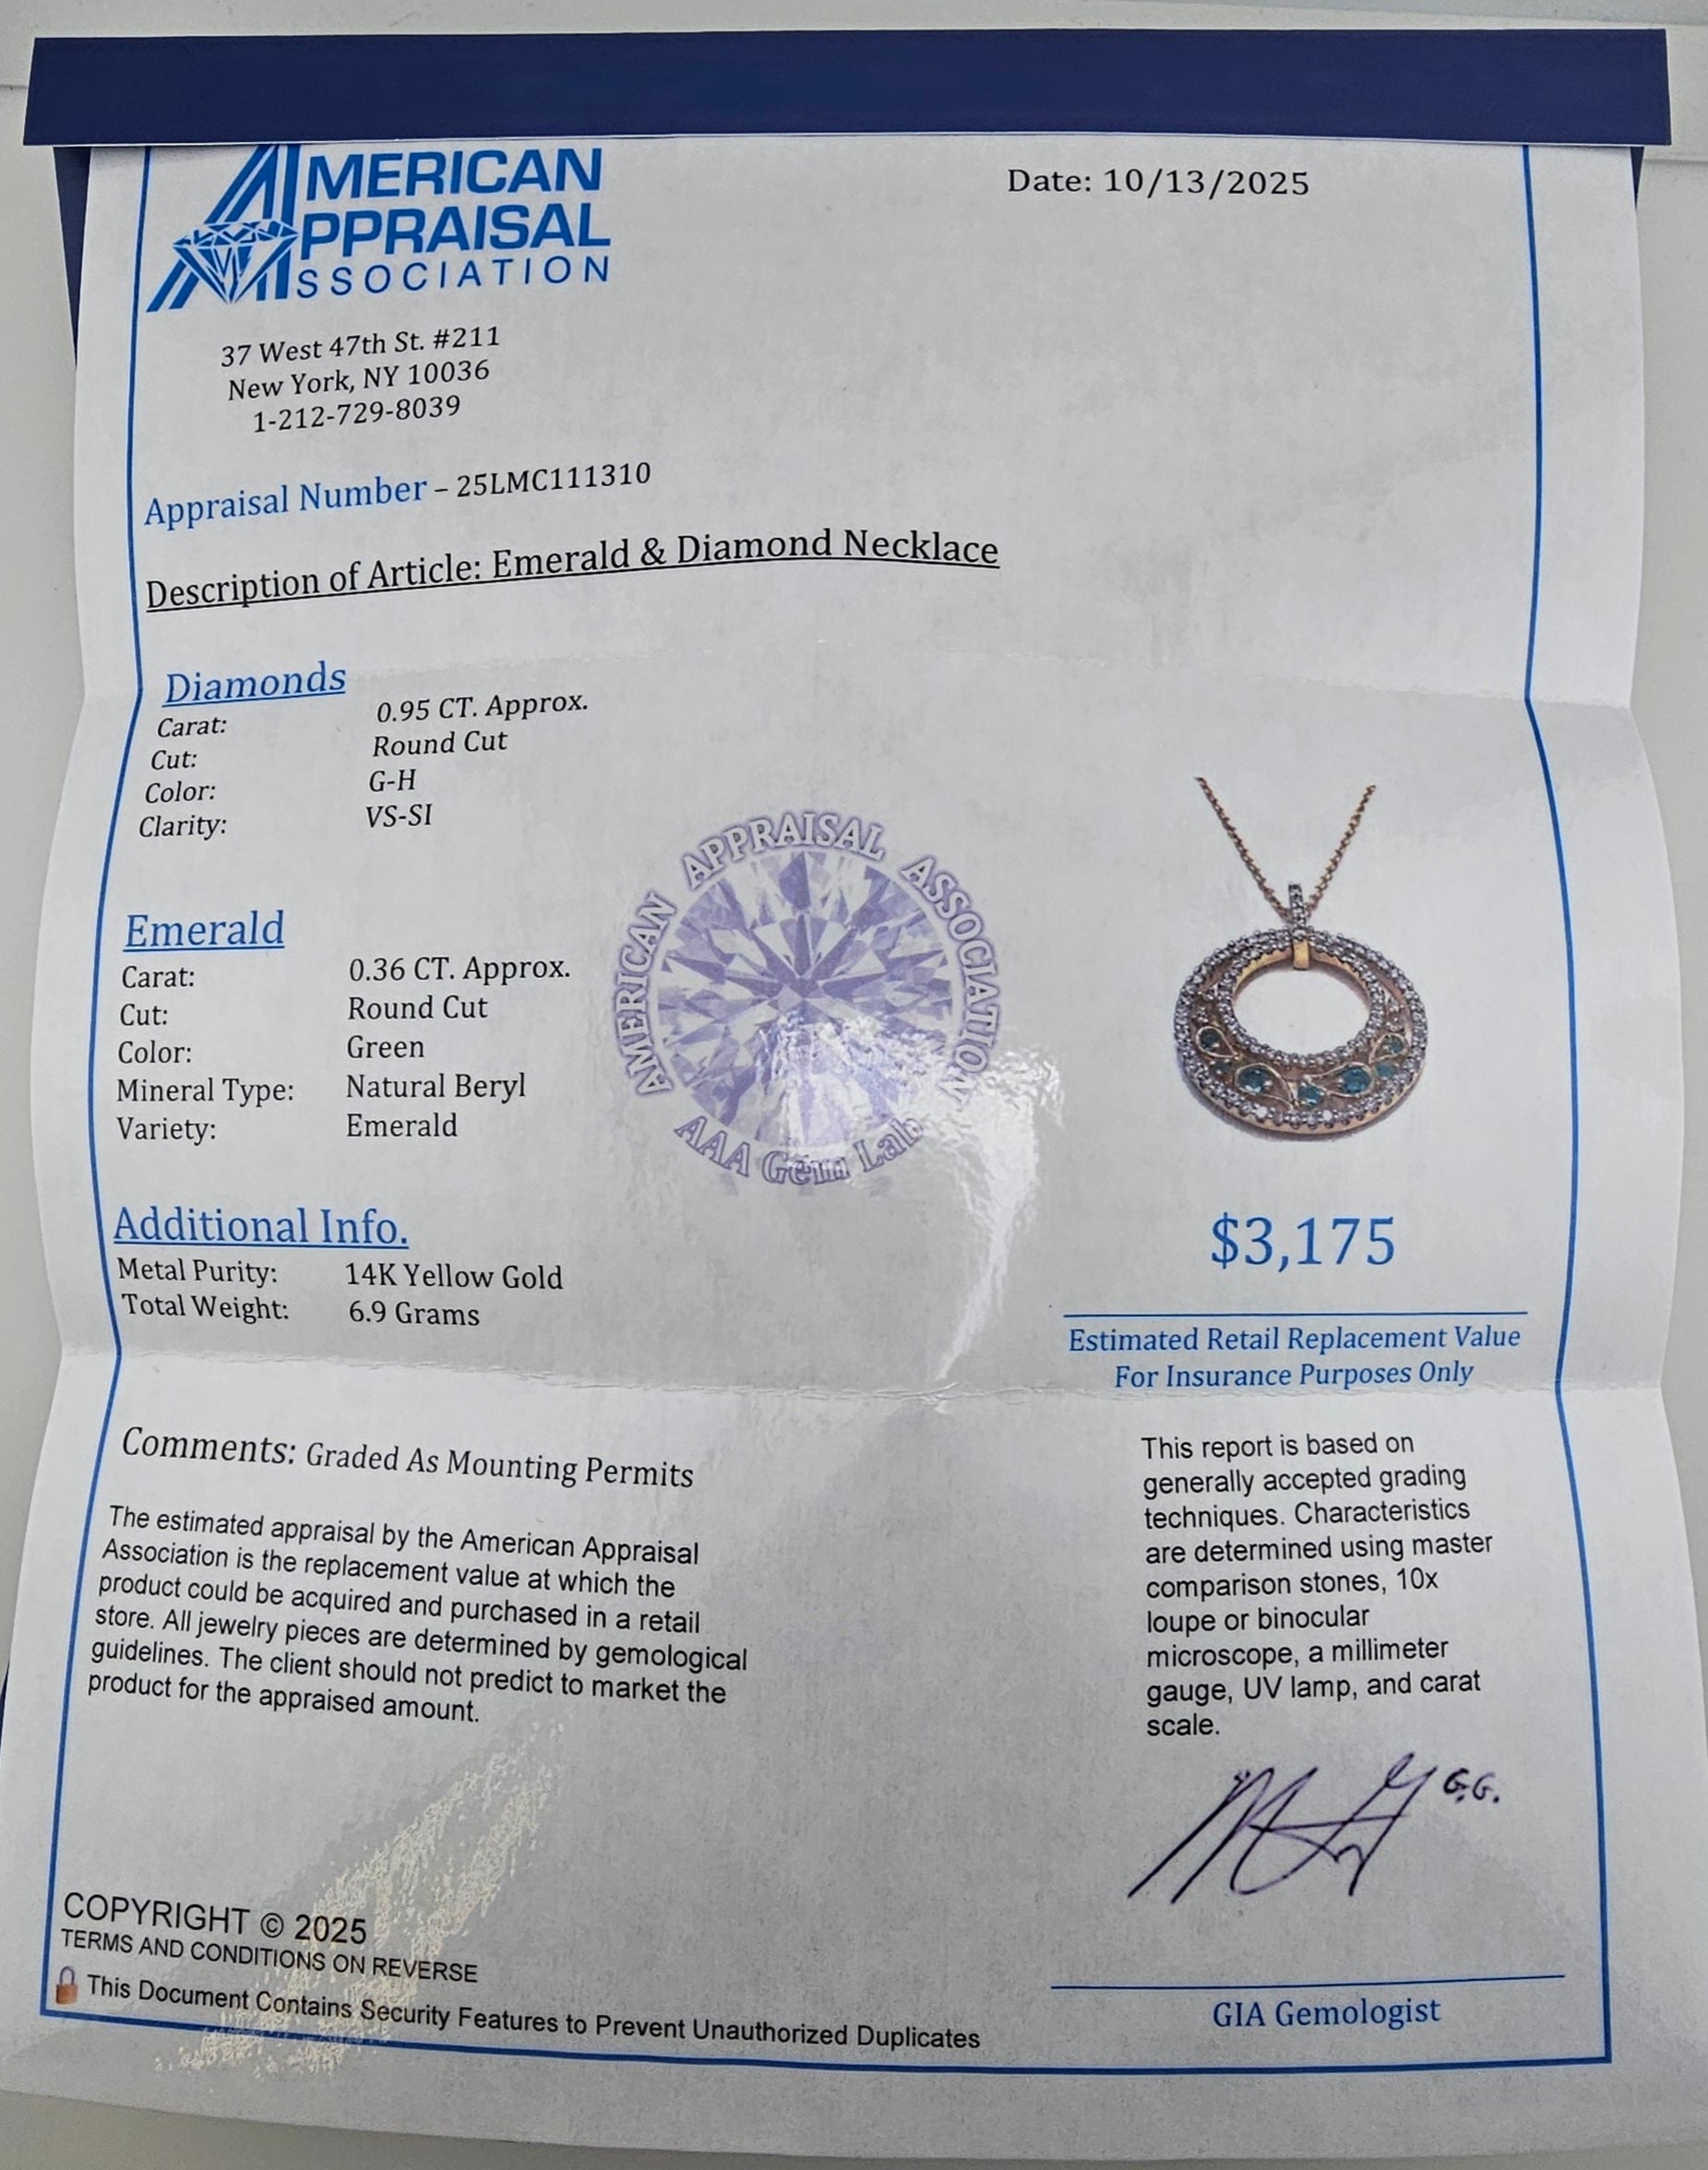 AMERICAN
APPRAISAL
ASSOCIATION
Date: 10/13/2025
37 West 47th St. #211
New York, NY 10036
1-212-729-8039
Appraisal Number – 25LMC111310
Description of Article: Emerald & Diamond Necklace
Diamonds
Carat: 0.95 CT. Approx.
Cut: Round Cut
Color: G-H
Clarity: VS-SI
Emerald
Carat: 0.36 CT. Approx.
Cut: Round Cut
Color: Green
Mineral Type: Natural Beryl
Variety: Emerald
AMERICAN APPRAISAL ASSOCIATION
AAA Gem Lab
Additional Info.
Metal Purity: 14K Yellow Gold
Total Weight: 6.9 Grams
$3,175
Estimated Retail Replacement Value
For Insurance Purposes Only
Comments: Graded As Mounting Permits
The estimated appraisal by the American Appraisal
Association is the replacement value at which the
product could be acquired and purchased in a retail
store. All jewelry pieces are determined by gemological
guidelines. The client should not predict to market the
product for the appraised amount.
This report is based on
generally accepted grading
techniques. Characteristics
are determined using master
comparison stones, 10x
loupe or binocular
microscope, a millimeter
gauge, UV lamp, and carat
scale.
G.G.
GIA Gemologist
COPYRIGHT © 2025
TERMS AND CONDITIONS ON REVERSE
This Document Contains Security Features to Prevent Unauthorized Duplicates